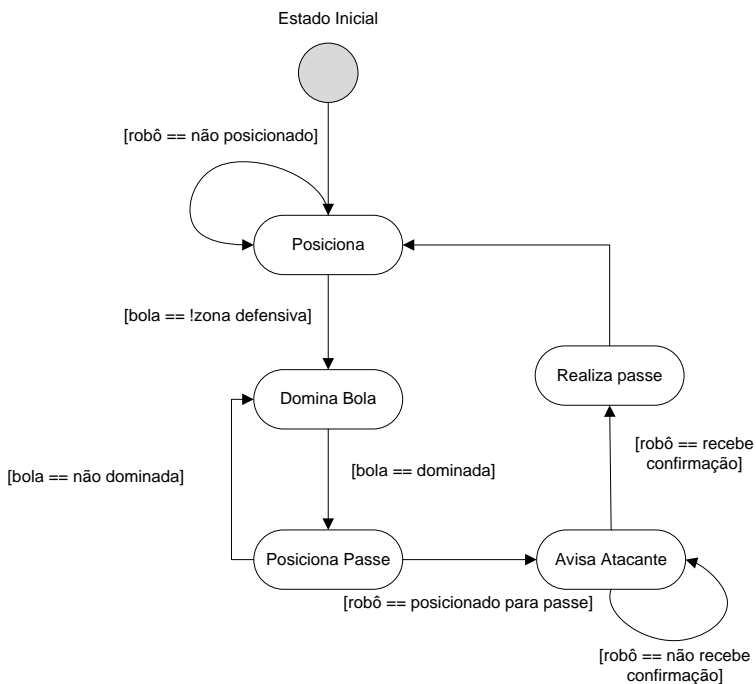 Estado Inicial
[robô == não posicionado]
Posiciona
[bola == !zona defensiva]
Realiza passe
Domina Bola
[robô == recebe
confirmação]
[bola == não dominada]
[bola == dominada]
Posiciona Passe
Avisa Atacante
[robô == posicionado para passe]
[robô == não recebe
confirmação]